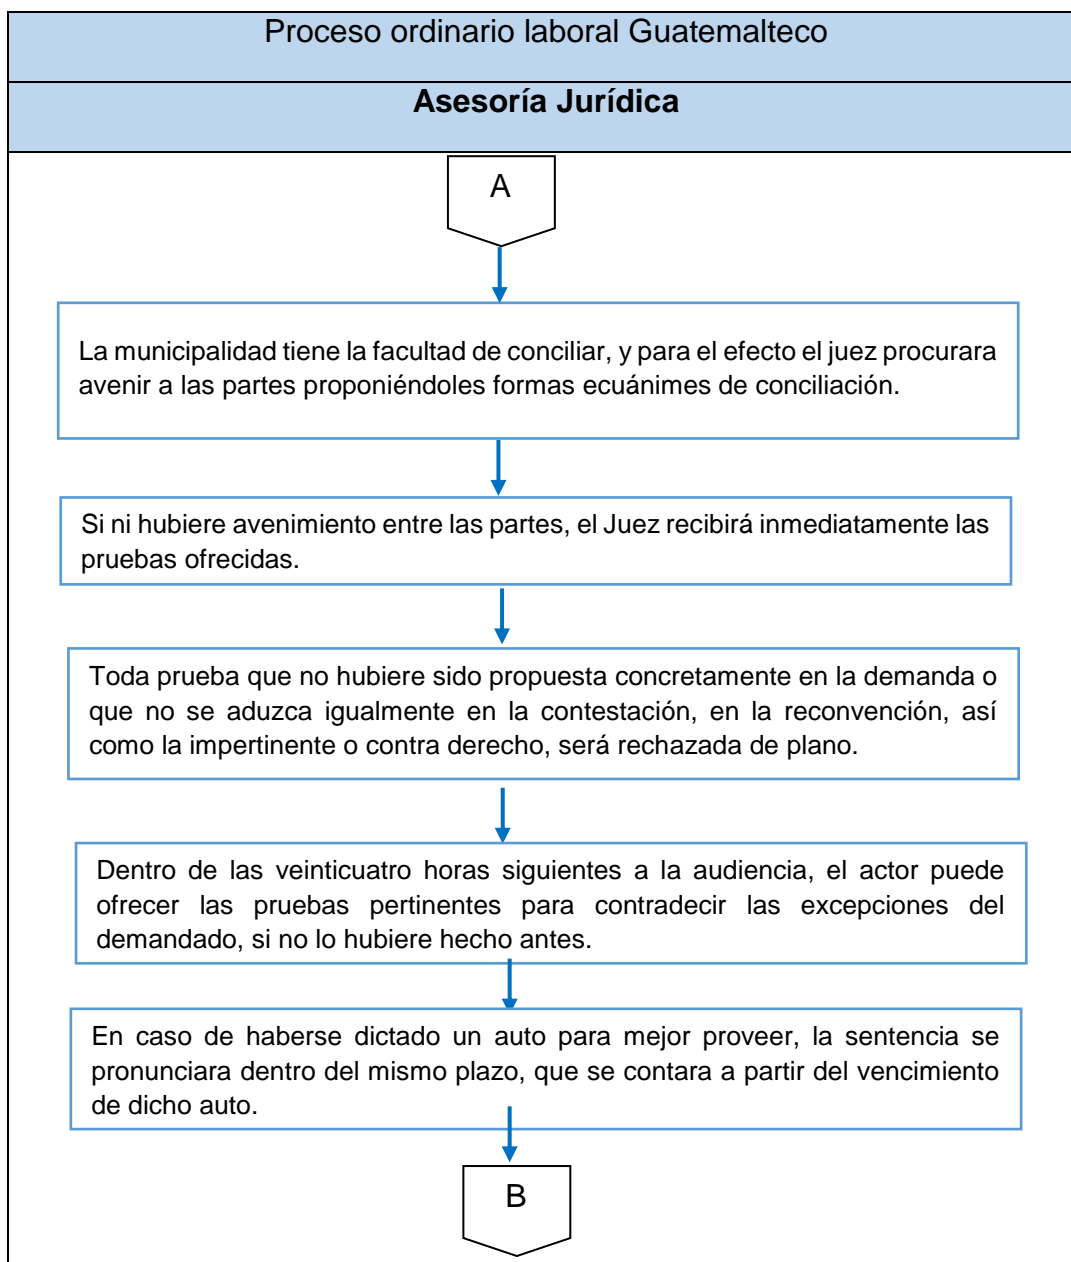 Proceso ordinario laboral Guatemalteco
Asesoría Jurídica
A
La municipalidad tiene la facultad de conciliar, y para el efecto el juez procurara
avenir a las partes proponiéndoles formas ecuánimes de conciliación.
Si ni hubiere avenimiento entre las partes, el Juez recibirá inmediatamente las
pruebas ofrecidas.
Toda prueba que no hubiere sido propuesta concretamente en la demanda o
que no se aduzca igualmente en la contestación, en la reconvención, así
como la impertinente o contra derecho, será rechazada de plano.
Dentro de las veinticuatro horas siguientes a la audiencia, el actor puede
ofrecer las pruebas pertinentes para contradecir las excepciones del
demandado, si no lo hubiere hecho antes.
En caso de haberse dictado un auto para mejor proveer, la sentencia se
pronunciara dentro del mismo plazo, que se contara a partir del vencimiento
de dicho auto.
B